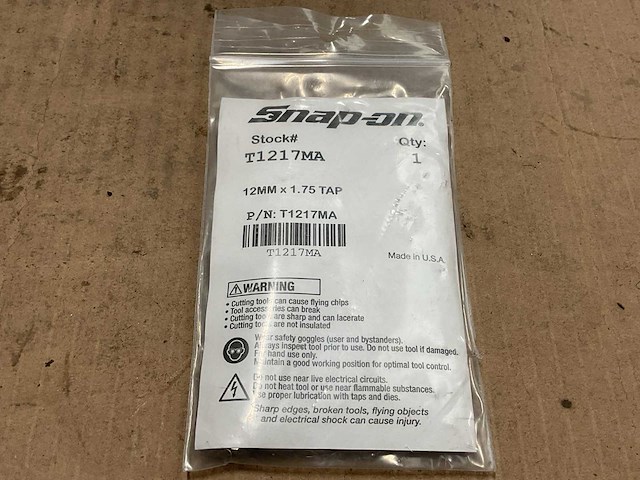 Snap-on
Stock# Qty:
T1217MA 1
12MM x 1.75 TAP
P/N: T1217MA
T1217MA
Made in U.S.A.
WARNING
• Cutting tools can cause flying chips
• Tool accessories can break
• Cutting tools are sharp and can lacerate
• Cutting tools are not insulated
Wear safety goggles (user and bystanders).
Always inspect tool prior to use. Do not use tool if damaged.
For hand use only.
Maintain a good working position for optimal tool control.
Do not use near live electrical circuits.
Do not heat tool or use near flammable substances.
Use proper lubrication with taps and dies.
Sharp edges, broken tools, flying objects
and electrical shock can cause injury.